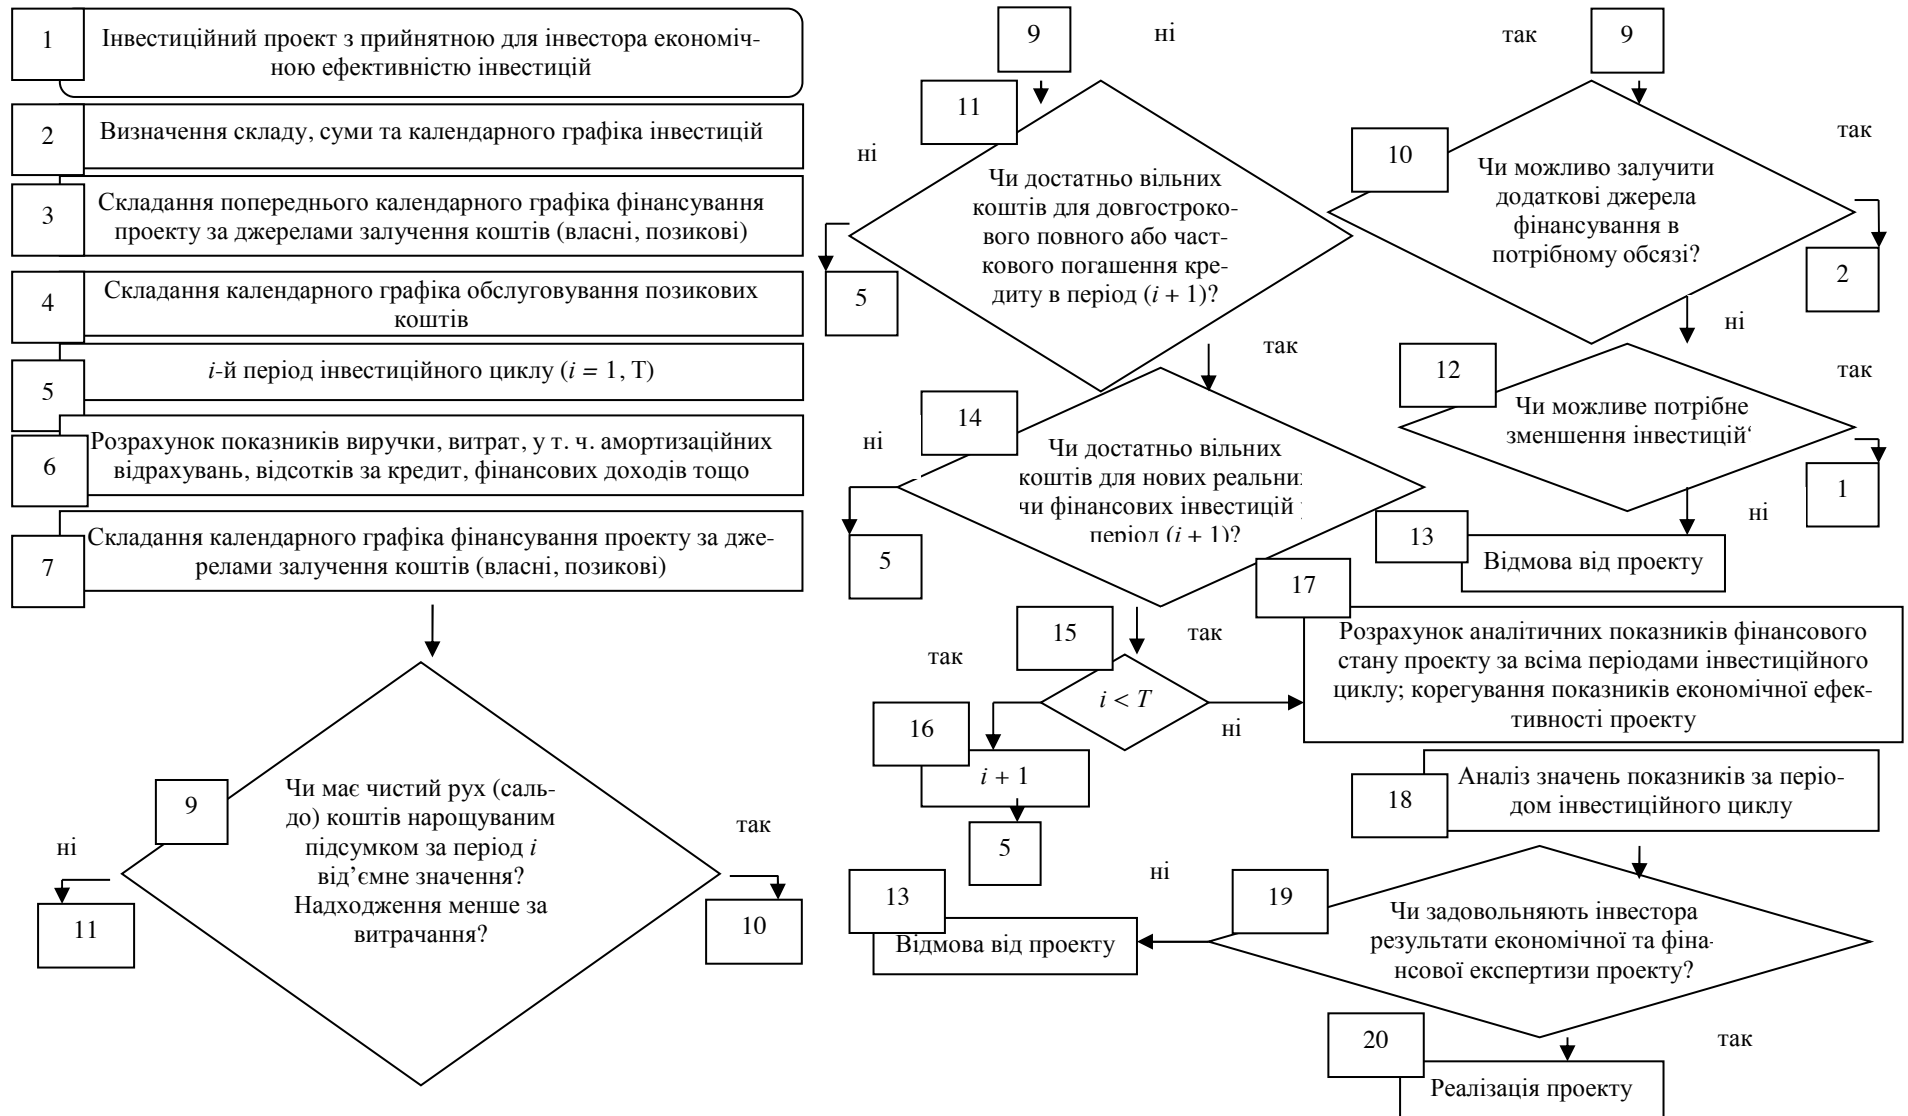 1
Інвестиційний проект з прийнятною для інвестора економіч-
ною ефективністю інвестицій
2
Визначення складу, суми та календарного графіка інвестицій
3
Складання попереднього календарного графіка фінансування
проекту за джерелами залучення коштів (власні, позикові)
4
Складання календарного графіка обслуговування позикових
коштів
5
i-й період інвестиційного циклу (i = 1, T)
6
Розрахунок показників виручки, витрат, у т. ч. амортизаційних
відрахувань, відсотків за кредит, фінансових доходів тощо
7
Складання календарного графіка фінансування проекту за дже-
релами залучення коштів (власні, позикові)
9
Чи має чистий рух (саль-
до) коштів нарощуваним
підсумком за період i
від’ємне значення?
Надходження менше за
витрачання?
ні
11
так
10
9
ні
11
ні
Чи достатньо вільних
коштів для довгостроко-
вого повного або част-
кового погашення кре-
диту в період (i + 1)?
5
так
14
ні
Чи достатньо вільних
коштів для нових реальни
чи фінансових інвестицій
період (i + 1)?
5
так
15
так
i < T
ні
16
i + 1
5
так
9
10
так
Чи можливо залучити
додаткові джерела
фінансування в
потрібному обсязі?
2
ні
12
так
Чи можливе потрібне
зменшення інвестицій
1
ні
13
Відмова від проекту
17
Розрахунок аналітичних показників фінансового
стану проекту за всіма періодами інвестиційного
циклу; корегування показників економічної ефек-
тивності проекту
18
Аналіз значень показників за періо-
дом інвестиційного циклу
19
ні
Чи задовольняють інвестора
результати економічної та фіна-
нсової експертизи проекту?
13
Відмова від проекту
так
20
Реалізація проекту